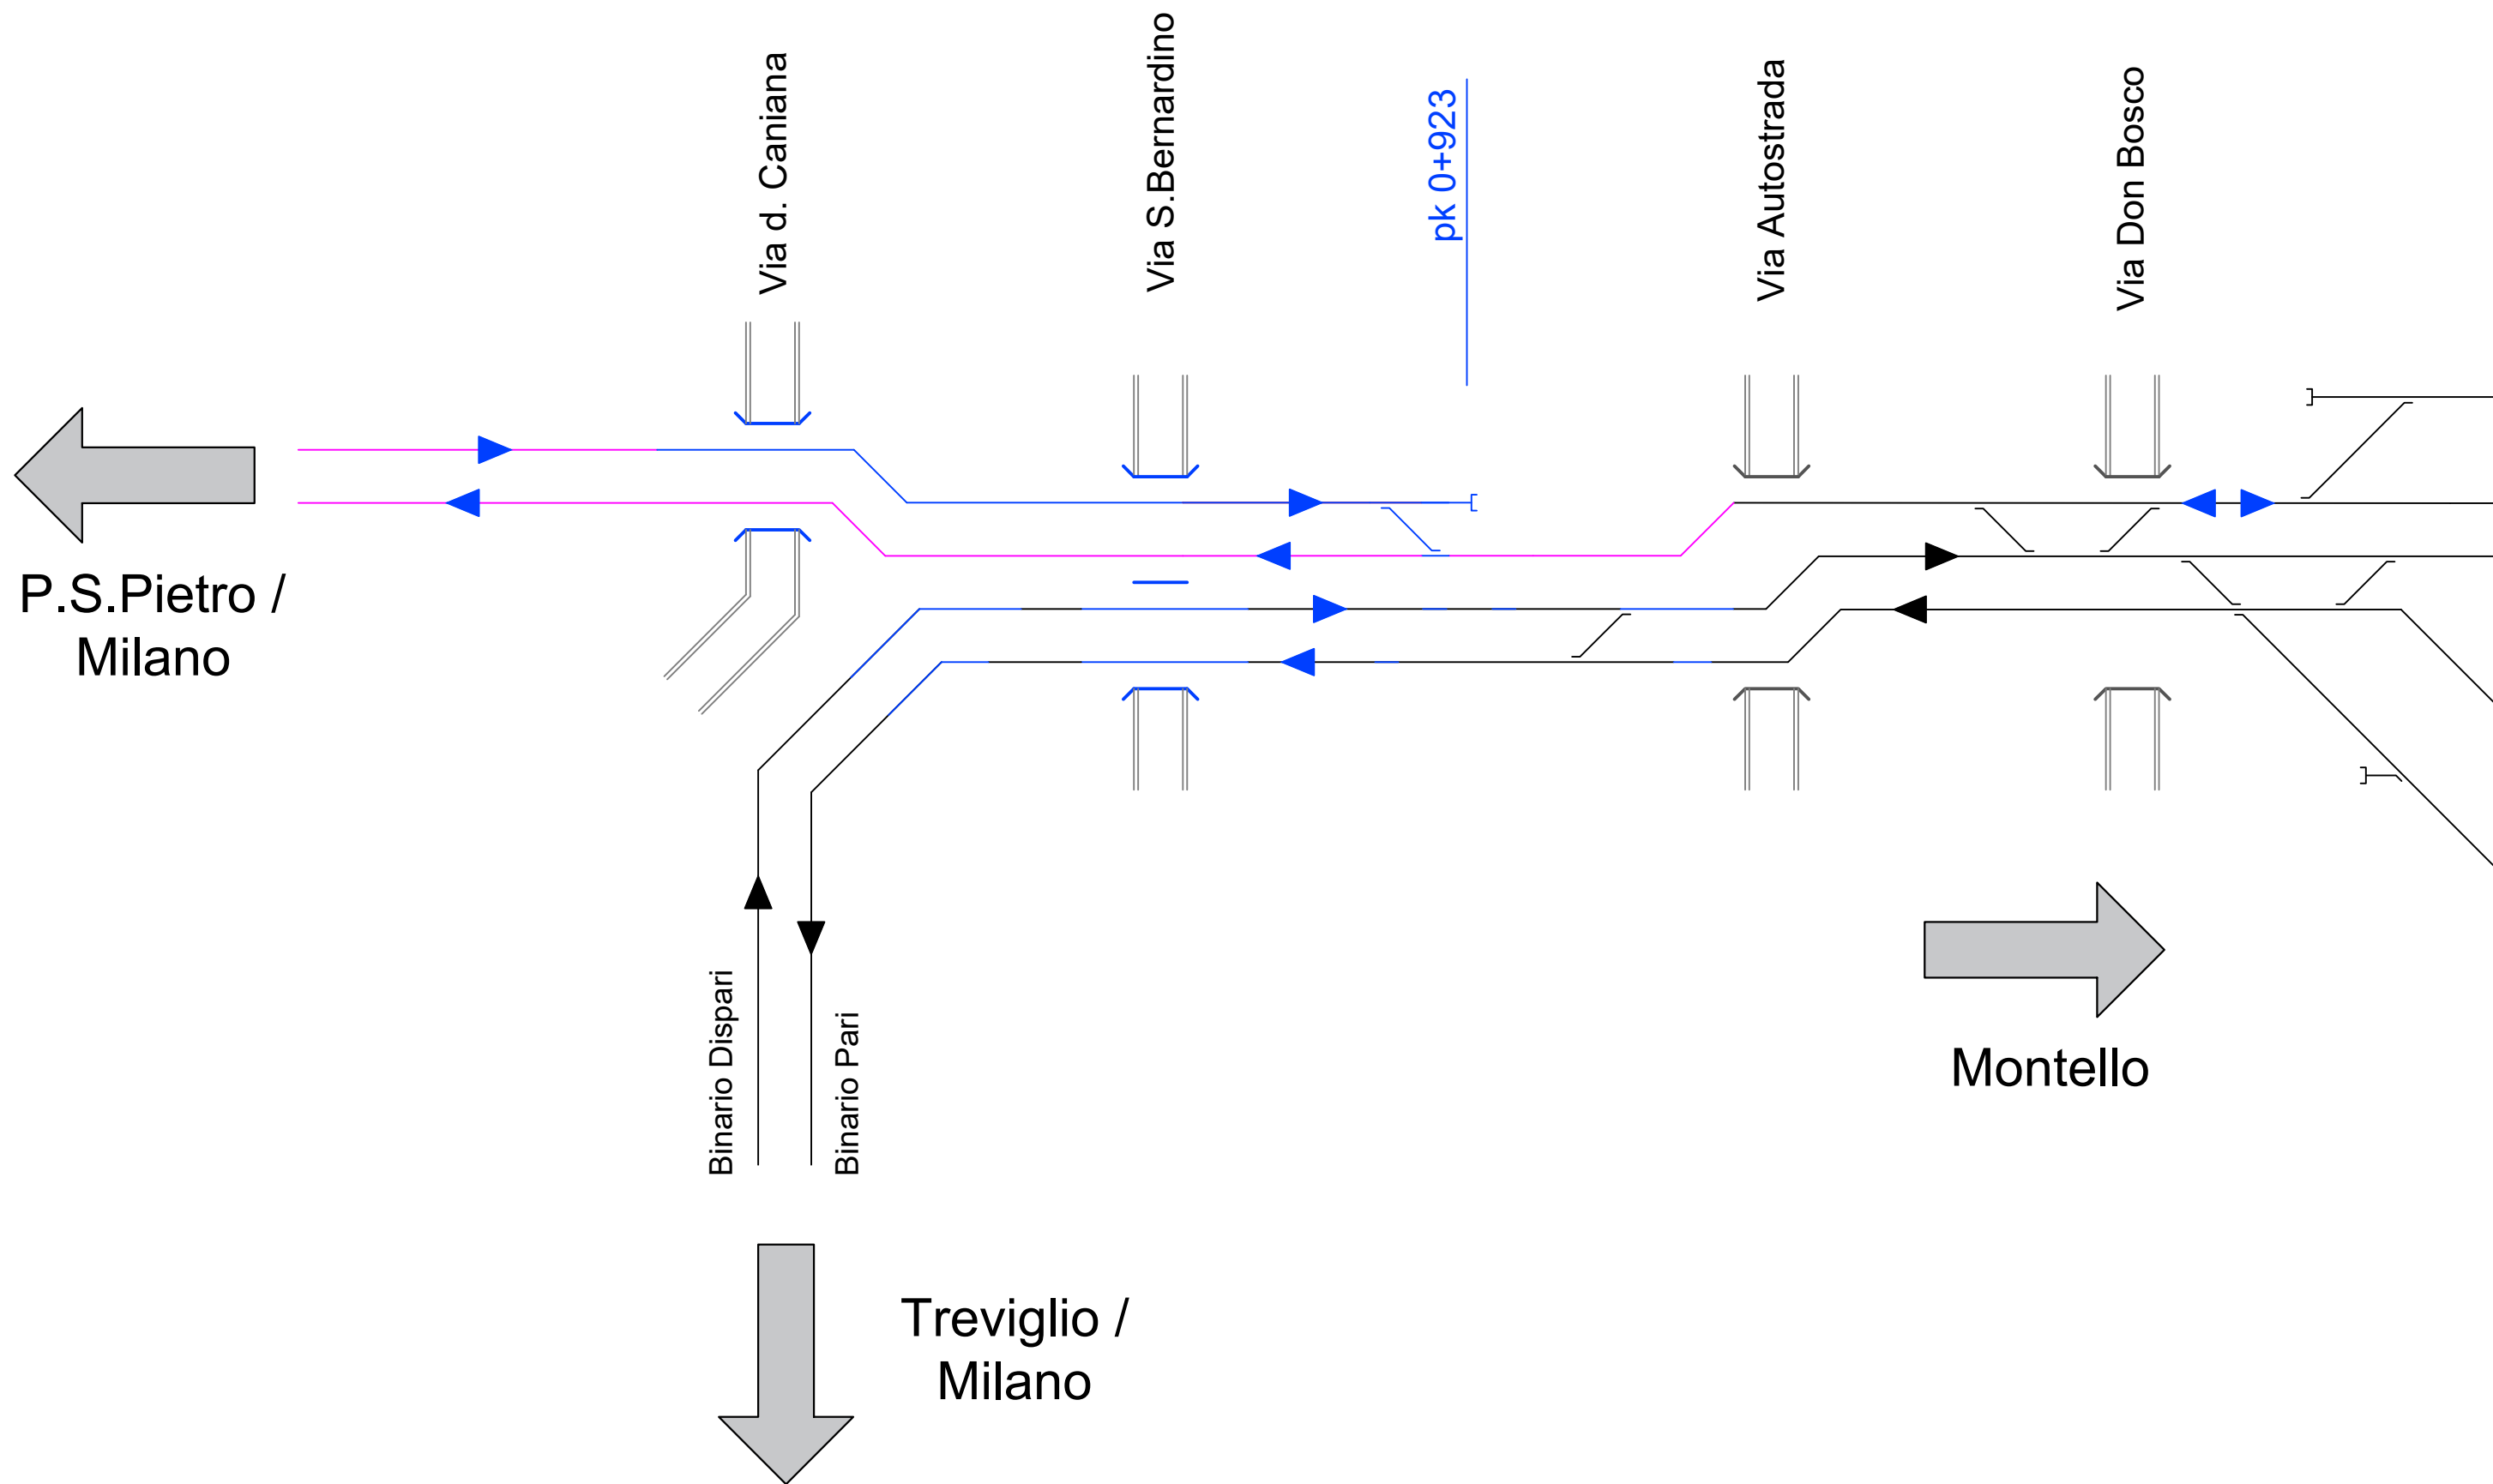 Via d. Caniana
Via S.Bernardino
pk 0+923
Via Autostrada
Via Don Bosco
P.S.Pietro /
Milano
Binario Dispari
Binario Pari
Montello
Treviglio /
Milano